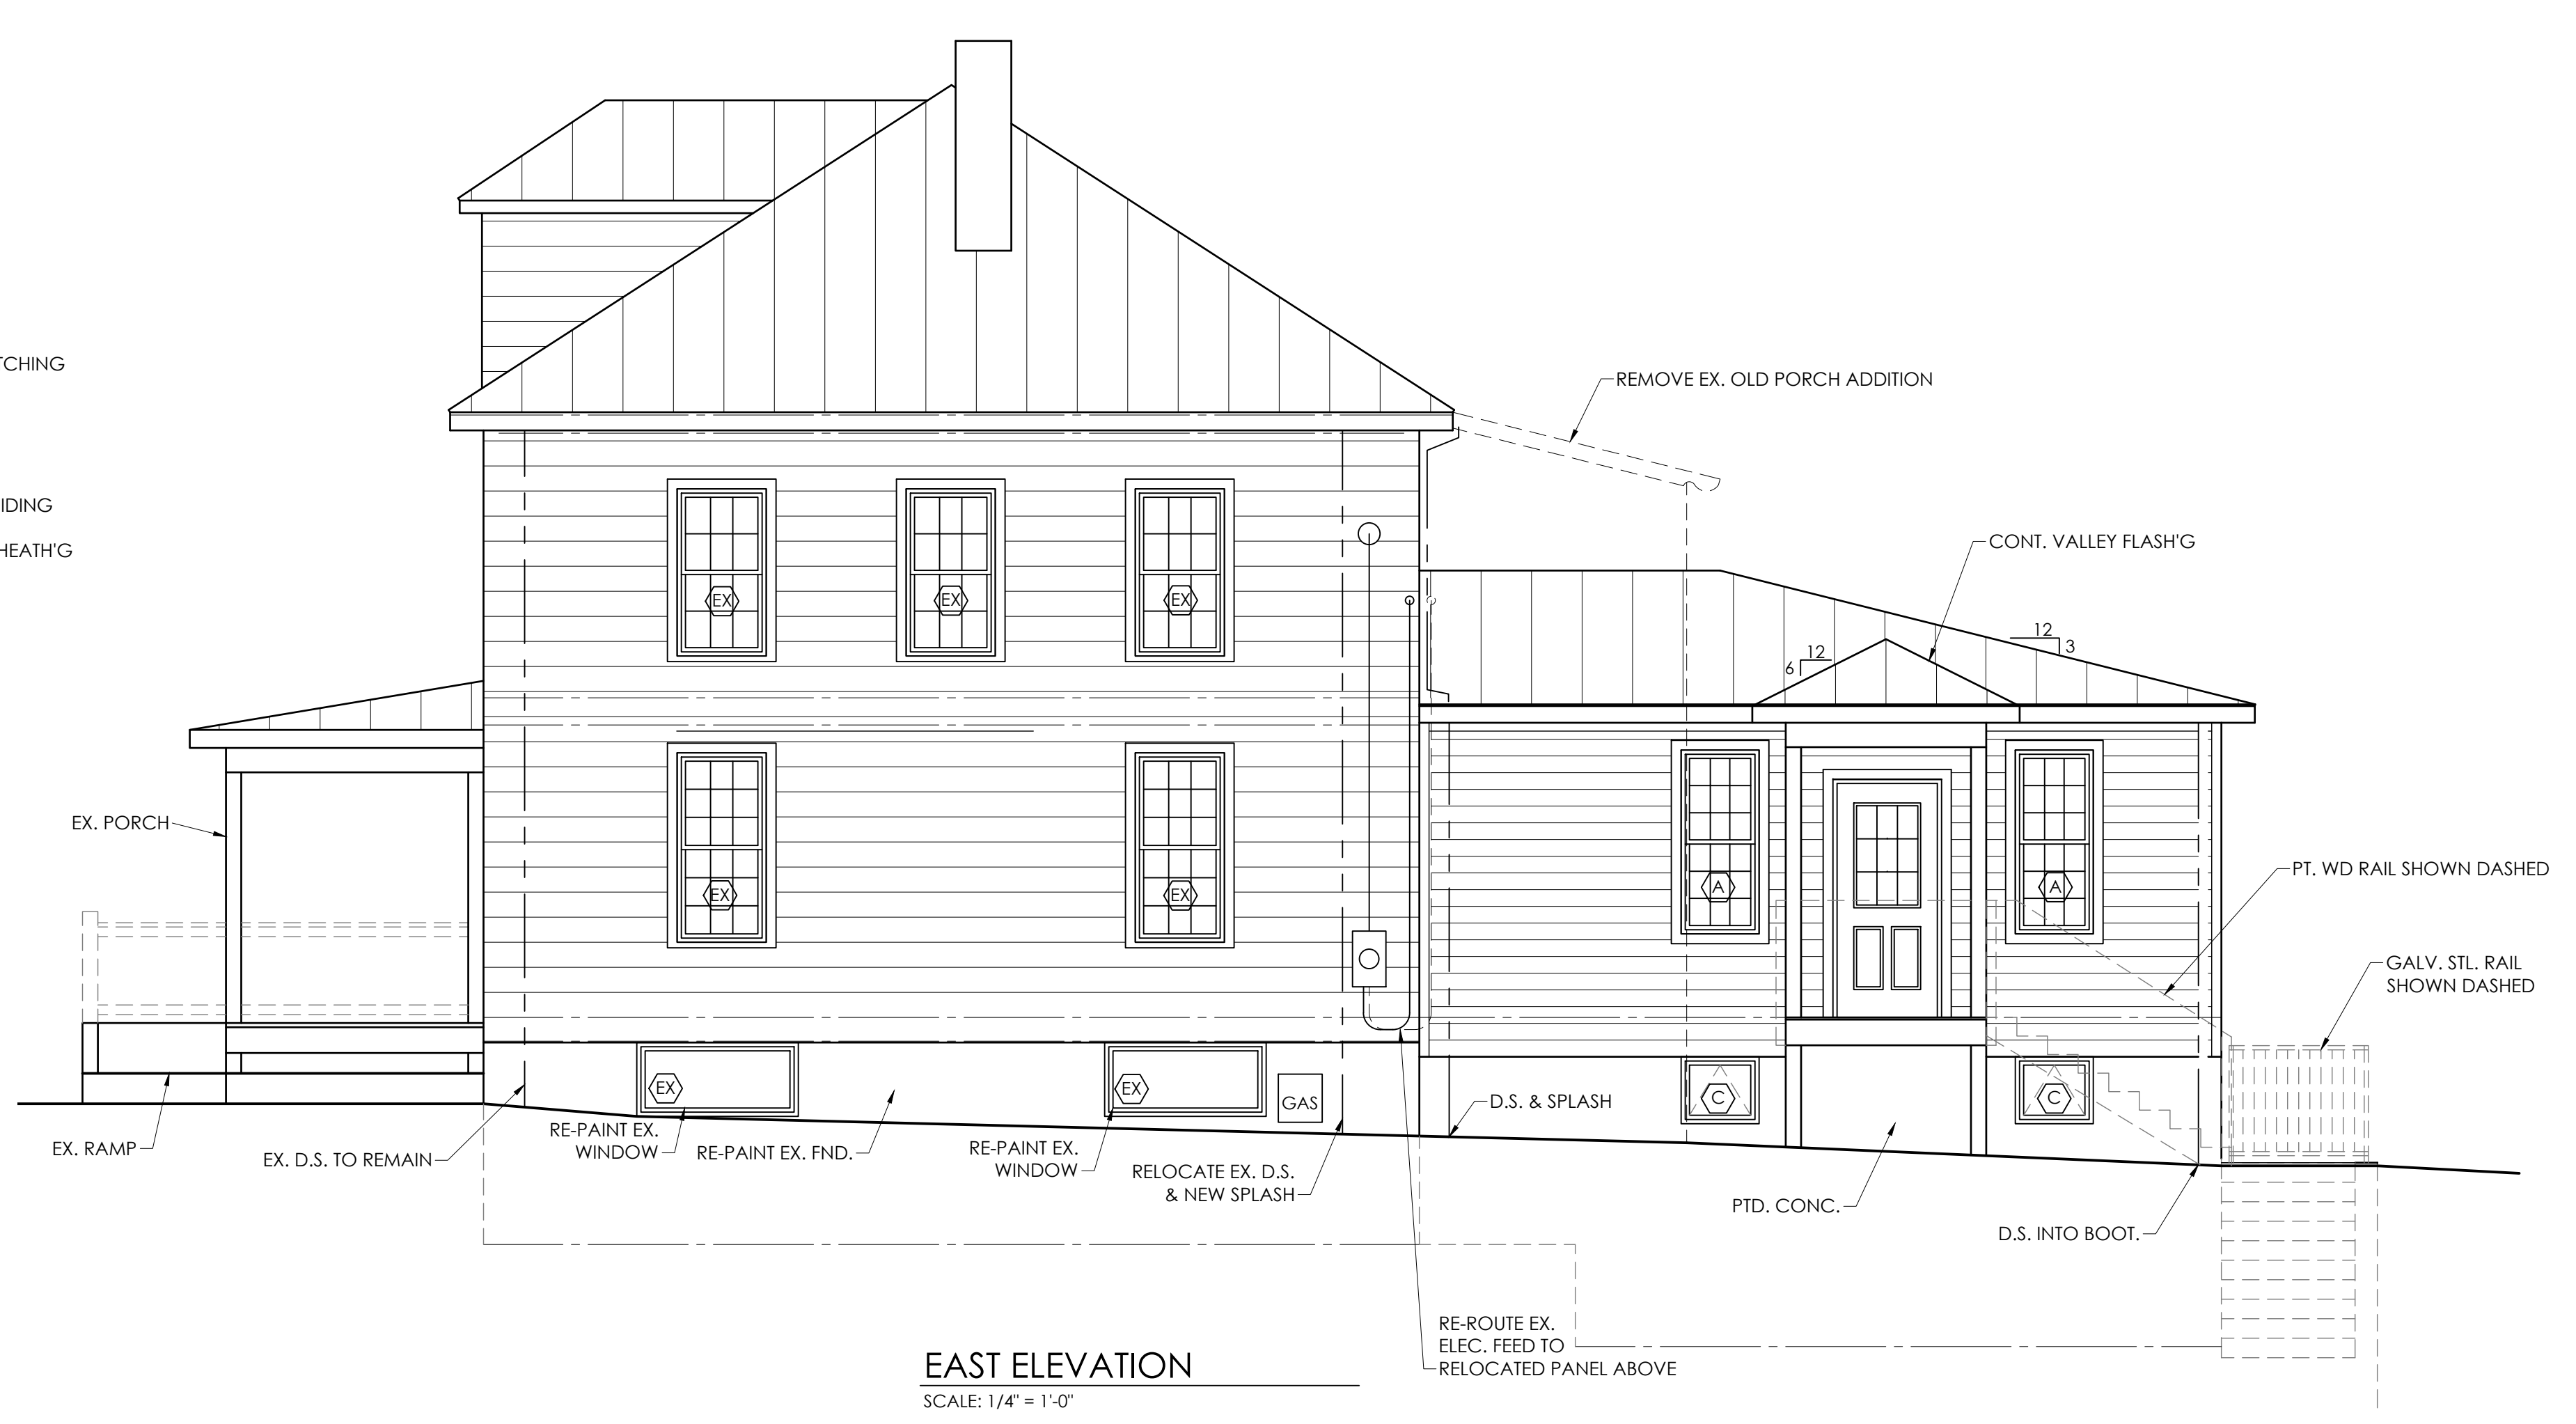 TCHING
REMOVE EX. OLD PORCH ADDITION
IDING
HEATH'G
CONT. VALLEY FLASH'G
EX
EX
EX
12
3
12
6
EX. PORCH
EX
EX
A
A
PT. WD RAIL SHOWN DASHED
GALV. STL. RAIL
SHOWN DASHED
EX
EX
GAS
C
C
D.S. & SPLASH
EX. RAMP
EX. D.S. TO REMAIN
RE-PAINT EX.
WINDOW
RE-PAINT EX. FND.
RE-PAINT EX.
WINDOW
RELOCATE EX. D.S.
& NEW SPLASH
PTD. CONC.
D.S. INTO BOOT.
RE-ROUTE EX.
ELEC. FEED TO
RELOCATED PANEL ABOVE
EAST ELEVATION
SCALE: 1/4" = 1'-0"